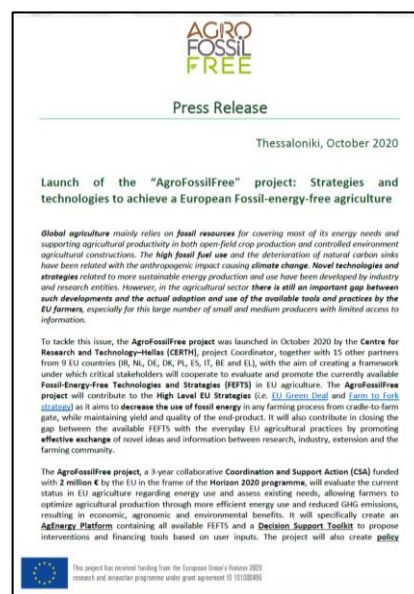 AGRO
FOSSIL
FREE
Press Release
Thessaloniki, October 2020
Launch of the "AgroFossilFree" project: Strategies and
technologies to achieve a European Fossil-energy-free agriculture
Global agriculture mainly relies on fossil resources for covering most of its energy needs and
supporting agricultural productivity in both open-field crop production and controlled environment
agricultural constructions. The high fossil fuel use and the deterioration of natural carbon sinks
have been related with the anthropogenic impact causing climate change. Novel technologies and
strategies related to more sustainable energy production and use have been developed by industry
and research entities. However, in the agricultural sector there is still an important gap between
such developments and the actual adoption and use of the available tools and practices by the
EU farmers, especially for this large number of small and medium producers with limited access to
information.
To tackle this issue, the AgroFossilFree project was launched in October 2020 by the Centre for
Research and Technology–Hellas (CERTH), project Coordinator, together with 15 other partners
from 9 EU countries (IR, NL, DE, DK, PL, ES, IT, BE and EL), with the aim of creating a framework
under which critical stakeholders will cooperate to evaluate and promote the currently available
Fossil-Energy-Free Technologies and Strategies (FEFTS) in EU agriculture. The AgroFossilFree
project will contribute to the High Level EU Strategies (i.e. EU Green Deal and Farm to Fork
strategy) as it aims to decrease the use of fossil energy in any farming process from cradle-to-farm
gate, while maintaining yield and quality of the end-product. It will also contribute in closing the
gap between the available FEFTS with the everyday EU agricultural practices by promoting
effective exchange of novel ideas and information between research, industry, extension and the
farming community.
The AgroFossilFree project, a 3-year collaborative Coordination and Support Action (CSA) funded
with 2 million € by the EU in the frame of the Horizon 2020 programme, will evaluate the current
status in EU agriculture regarding energy use and assess existing needs, allowing farmers to
optimize agricultural production through more efficient energy use and reduced GHG emissions,
resulting in economic, agronomic and environmental benefits. It will specifically create an
AgEnergy Platform containing all available FEFTS and a Decision Support Toolkit to propose
interventions and financing tools based on user inputs. The project will also create policy
This project has received funding from the European Union's Horizon 2020
research and innovation programme under grant agreement ID 101000496